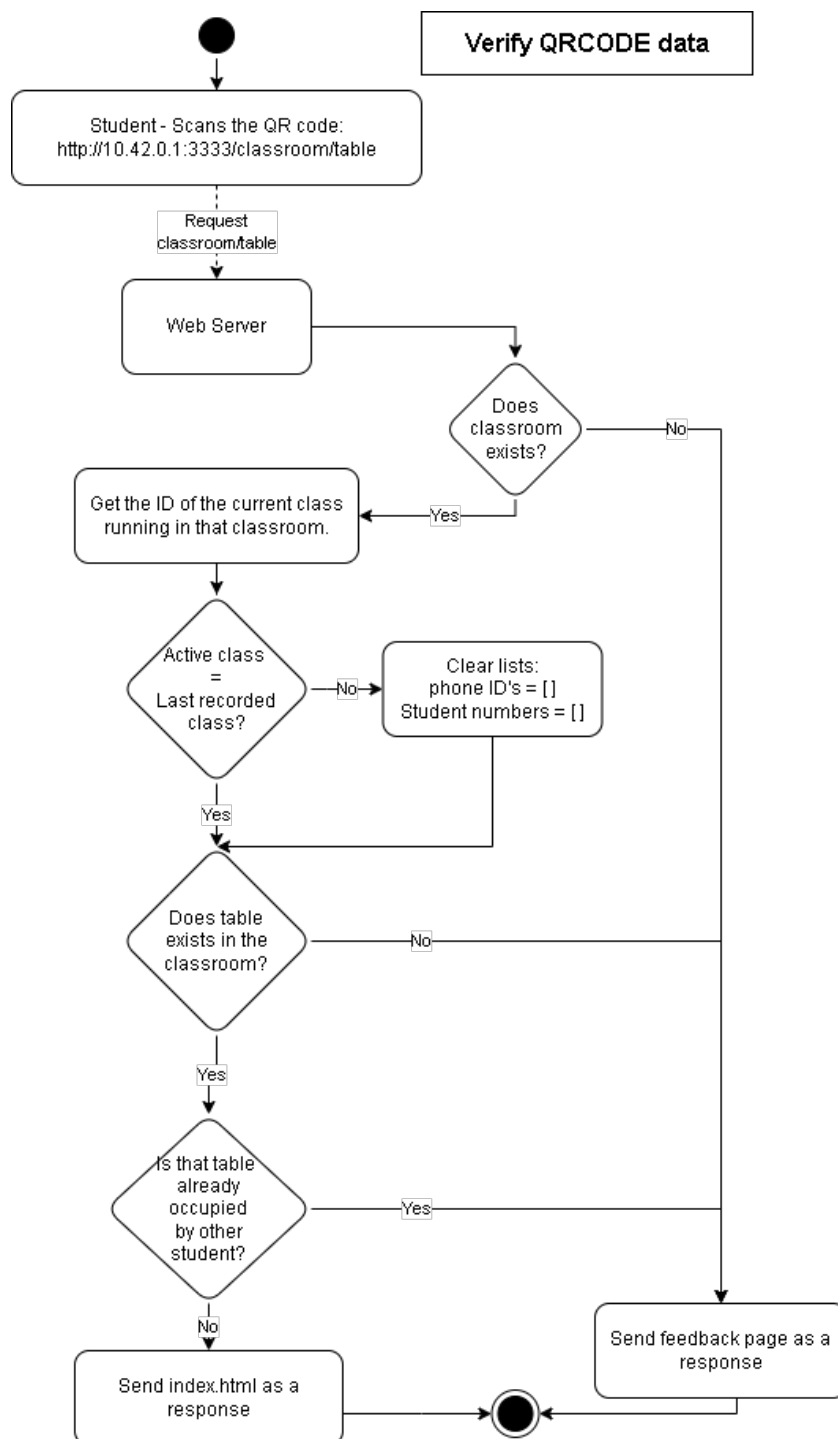 Verify QRCODE data
Student - Scans the QR code:
http://10.42.0.1:3333/classroom/table
Request
classroom/table
Web Server
Does
classroom
exists?
No
Yes
Get the ID of the current class
running in that classroom.
Active class
=
Last recorded
class?
No
Clear lists:
phone ID's = [ ]
Student numbers = [ ]
Yes
Does table
exists in the
classroom?
No
Yes
Is that table
already
occupied
by other
student?
Yes
No
Send feedback page as a
response
Send index.html as a
response